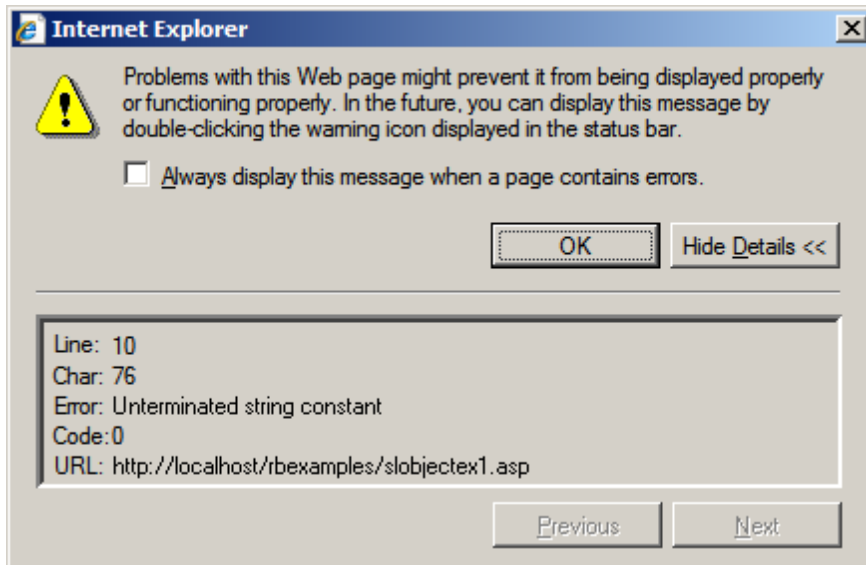 Internet Explorer
Problems with this Web page might prevent it from being displayed properly
or functioning properly. In the future, you can display this message by
double-clicking the warning icon displayed in the status bar.
Always display this message when a page contains errors.
OK
Hide Details <<
Line: 10
Char: 76
Error: Unterminated string constant
Code:0
URL: http://localhost/rbexamples/slobjectex1.asp
Previous
Next